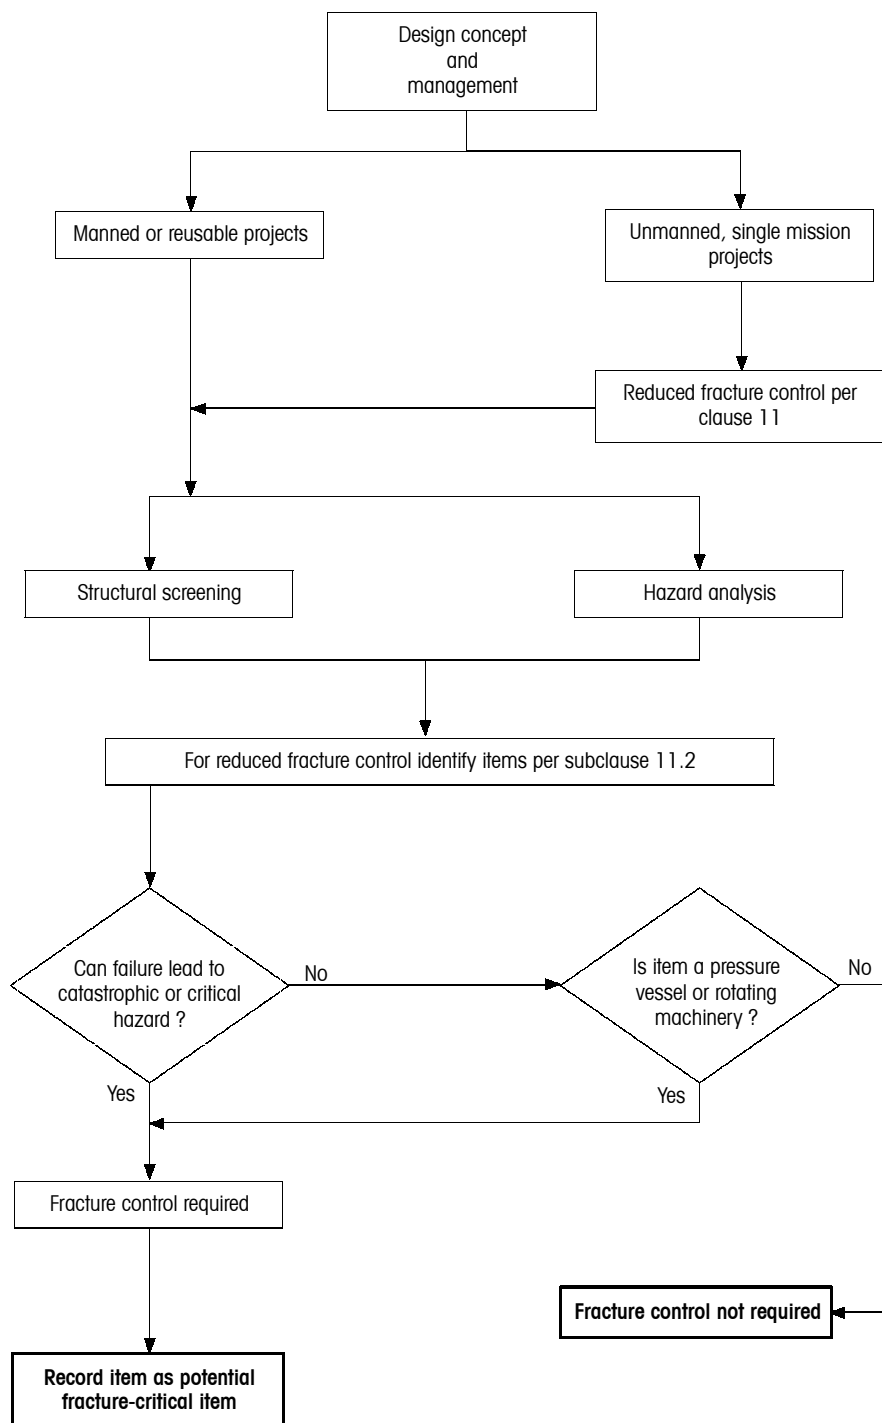 Design concept
and
management
Manned or reusable projects
Unmanned, single mission
projects
Reduced fracture control per
clause 11
Structural screening
Hazard analysis
For reduced fracture control identify items per subclause 11.2
Can failure lead to
catastrophic or critical
hazard ?
No
Is item a pressure
vessel or rotating
machinery ?
No
Yes
Yes
Fracture control required
Fracture control not required
Record item as potential
fracture-critical item